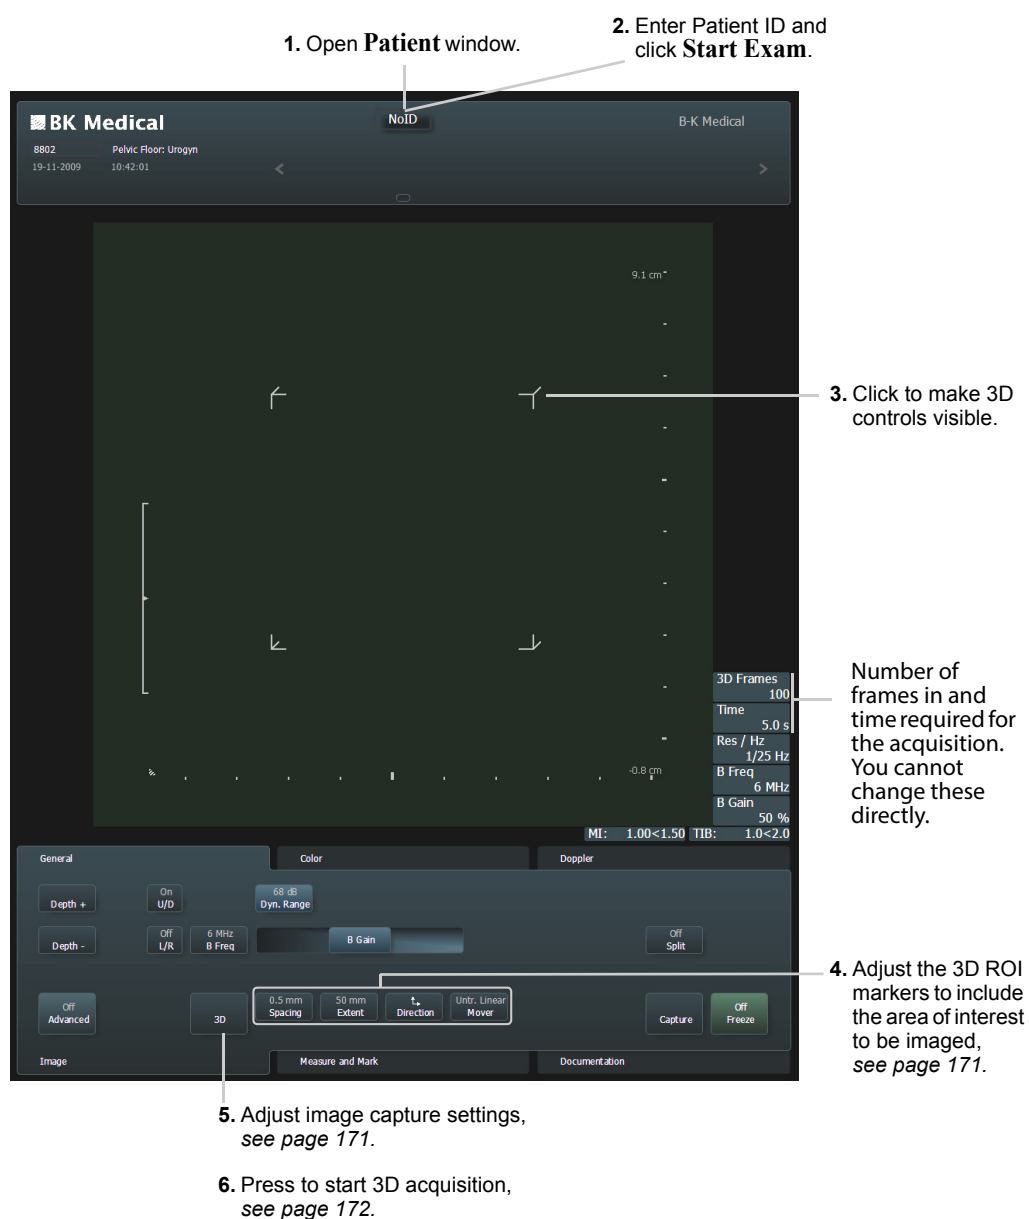 1. Open Patient window.
2. Enter Patient ID and
click Start Exam.
BK Medical
NoID
B-K Medical
8802
Pelvic Floor: Urogyn
19-11-2009
10:42:01
<
>
9.1 cm
3. Click to make 3D
controls visible.
3D Frames
100
Time
5.0 s
Res / Hz
1/25 Hz
B Freq
6 MHz
B Gain
50 %
-0.8 cm
MI: 1.00<1.50 TIB: 1.0<2.0
Number of
frames in and
time required for
the acquisition.
You cannot
change these
directly.
General
Color
Doppler
Depth +
On
U/D
68 dB
Dyn. Range
Depth -
Off
L/R
6 MHz
B Freq
B Gain
Off
Split
Off
Advanced
3D
0.5 mm
Spacing
50 mm
Extent
Direction
Untr. Linear
Mover
Capture
Off
Freeze
Image
Measure and Mark
Documentation
4. Adjust the 3D ROI
markers to include
the area of interest
to be imaged,
see page 171.
5. Adjust image capture settings,
see page 171.
6. Press to start 3D acquisition,
see page 172.